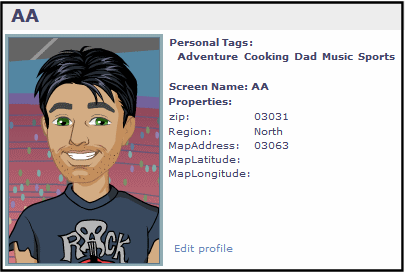 AA
Personal Tags:
Adventure Cooking Dad Music Sports
Screen Name: AA
Properties:
zip: 03031
Region: North
MapAddress: 03063
MapLatitude:
MapLongitude:
Edit profile
RACK